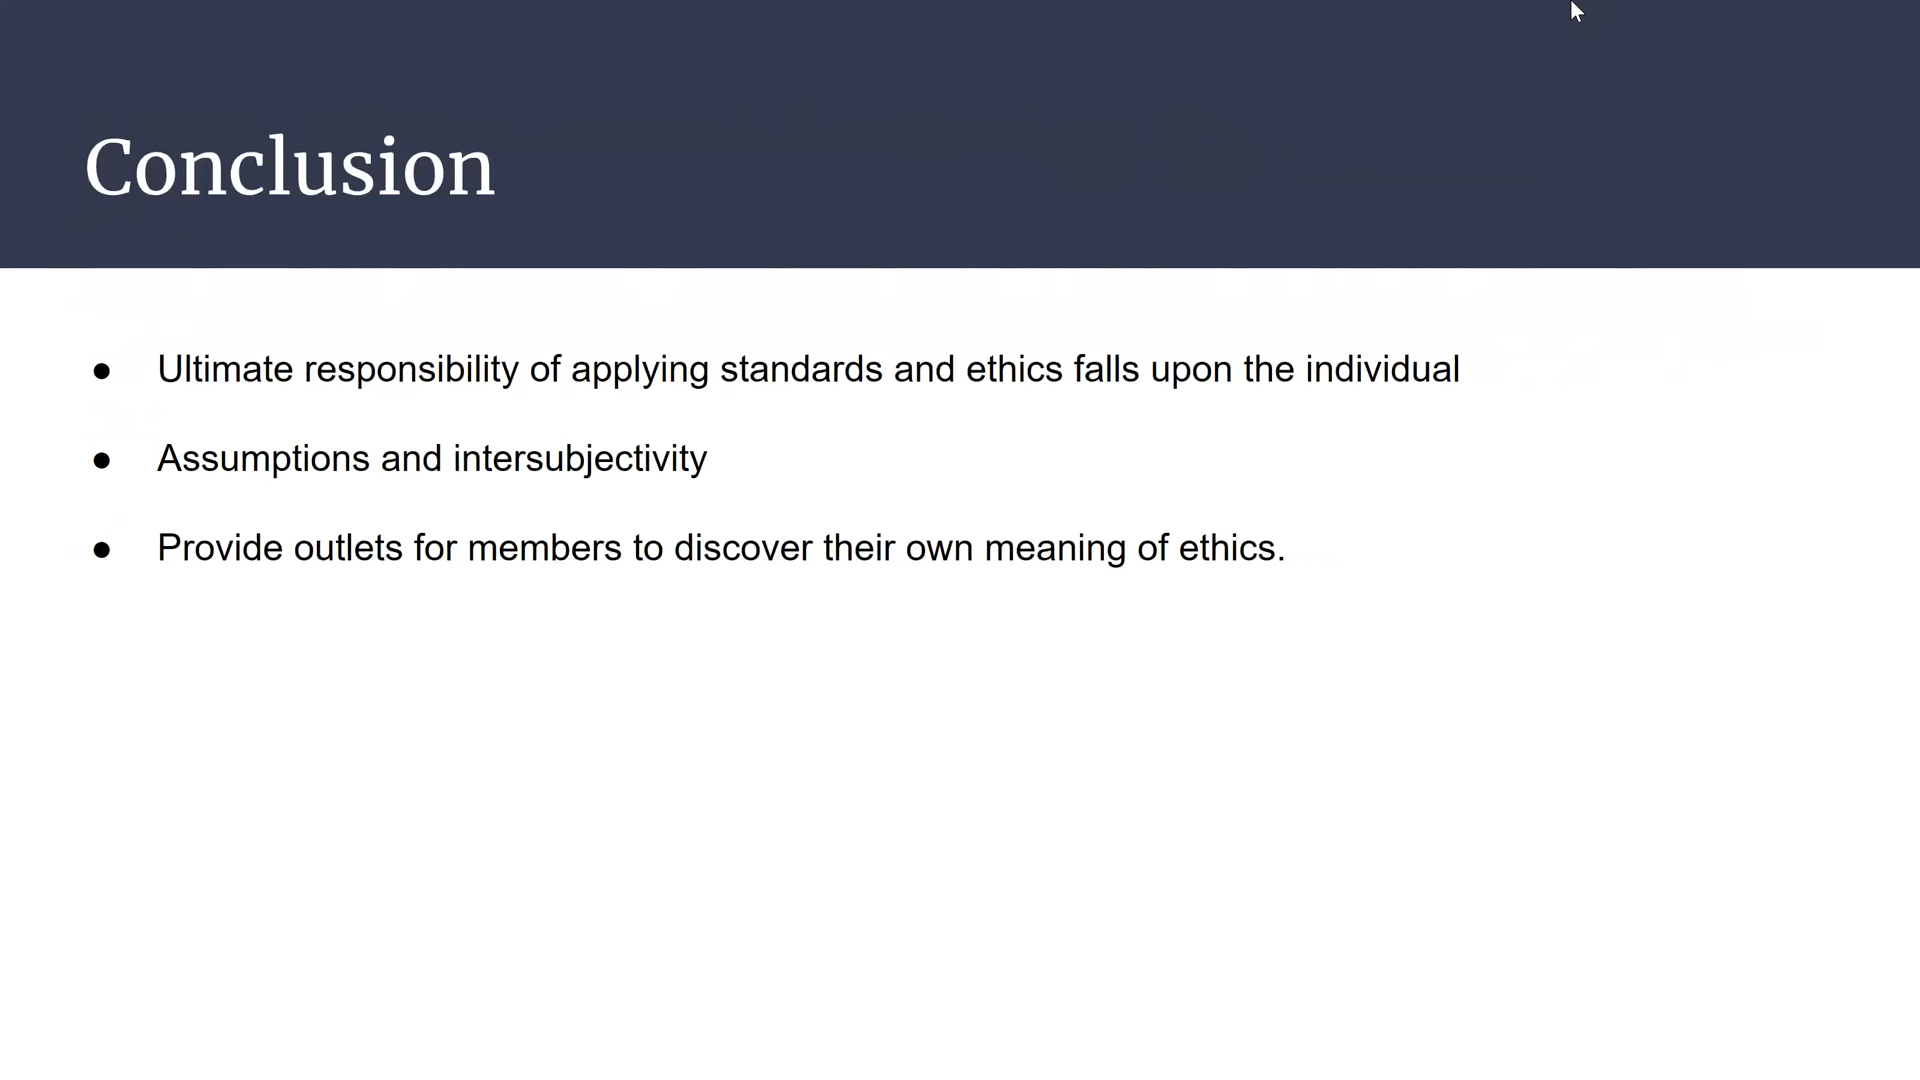 Conclusion
● Ultimate responsibility of applying standards and ethics falls upon the individual
● Assumptions and intersubjectivity
● Provide outlets for members to discover their own meaning of ethics.